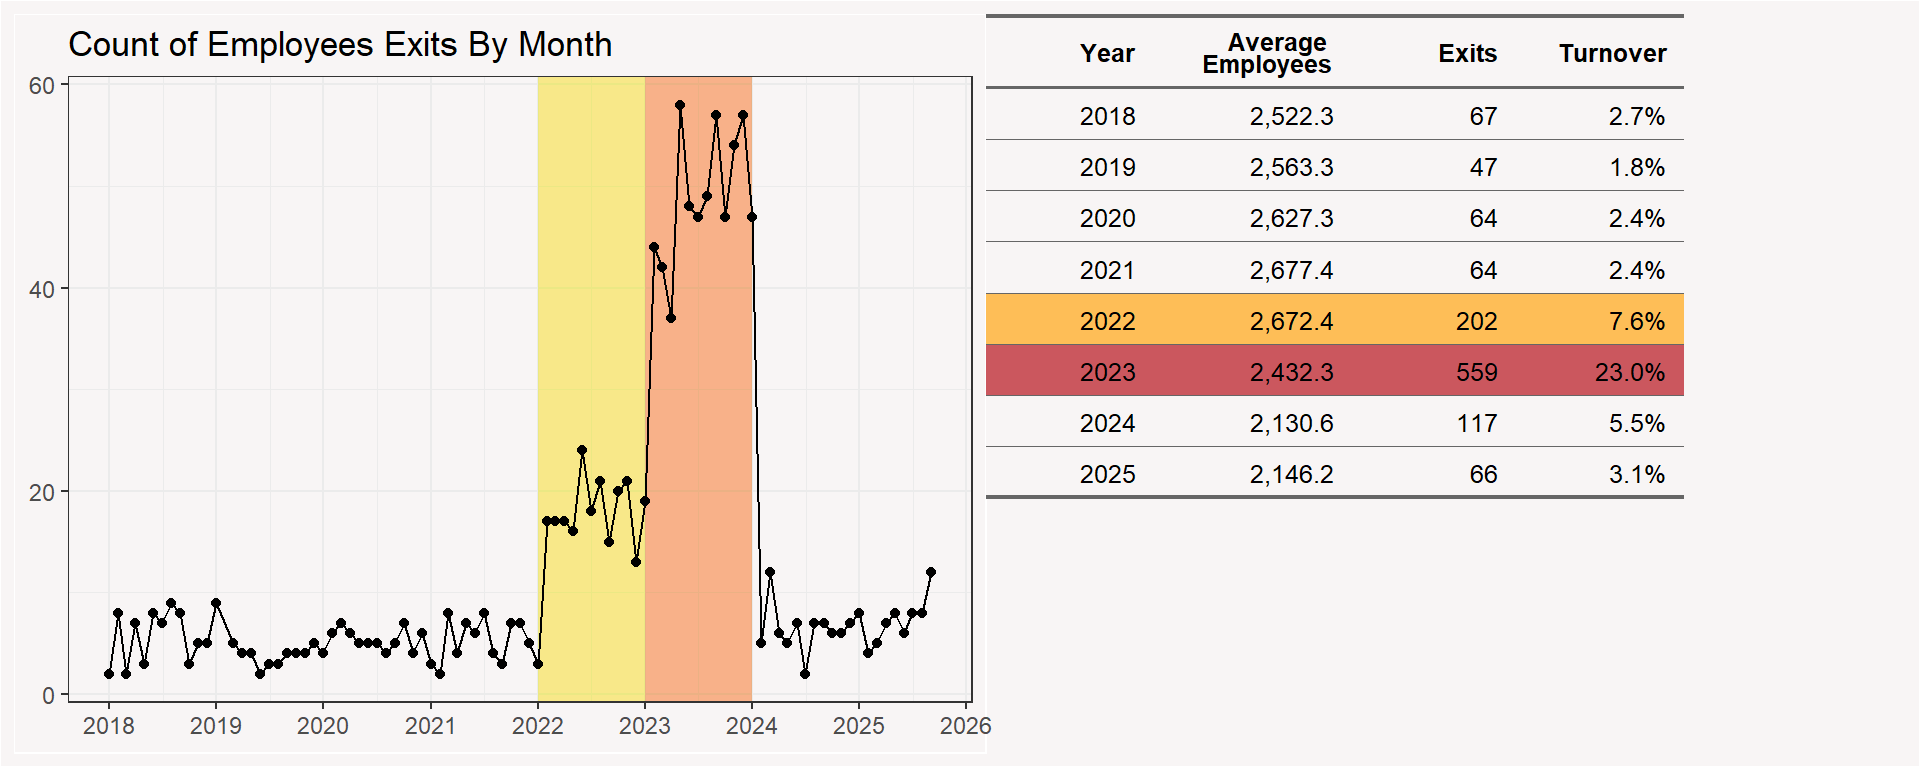 Count of Employees Exits By Month
60
40
20
0
2018 2019 2020 2021 2022 2023 2024 2025 2026
Year Average Employees Exits Turnover
2018 2,522.3 67 2.7%
2019 2,563.3 47 1.8%
2020 2,627.3 64 2.4%
2021 2,677.4 64 2.4%
2022 2,672.4 202 7.6%
2023 2,432.3 559 23.0%
2024 2,130.6 117 5.5%
2025 2,146.2 66 3.1%